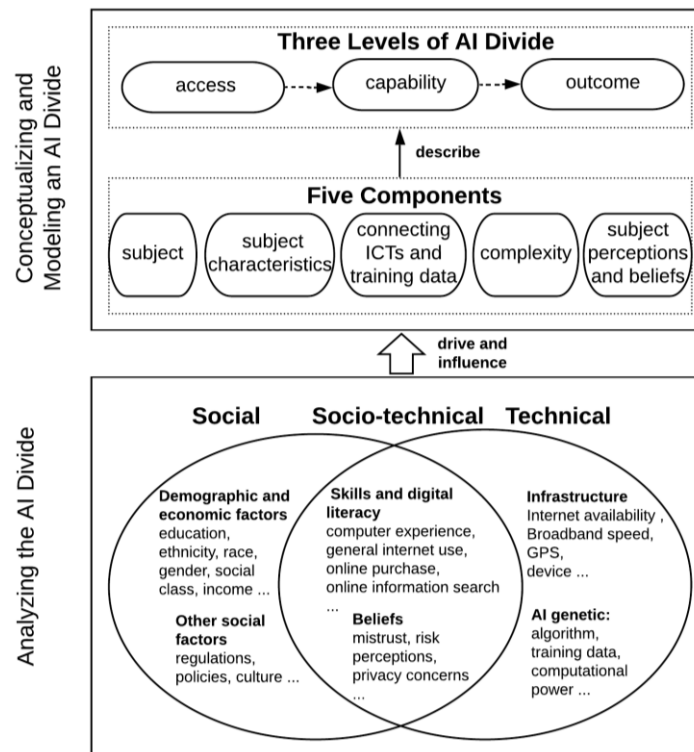 Conceptualizing and
Modeling an AI Divide
Three Levels of AI Divide
access
capability
outcome
describe
Five Components
subject
subject
characteristics
connecting
ICTs and
training data
complexity
subject
perceptions
and beliefs
drive and
influence
Analyzing the AI Divide
Social
Socio-technical
Technical
Demographic and
economic factors
education,
ethnicity, race,
gender, social
class, income ...
Other social
factors
regulations,
policies, culture ...
Skills and digital
literacy
computer experience,
general internet use,
online purchase,
online information search
...
Beliefs
mistrust, risk
perceptions,
privacy concerns
...
Infrastructure
Internet availability ,
Broadband speed,
GPS,
device ...
AI genetic:
algorithm,
training data,
computational
power ...